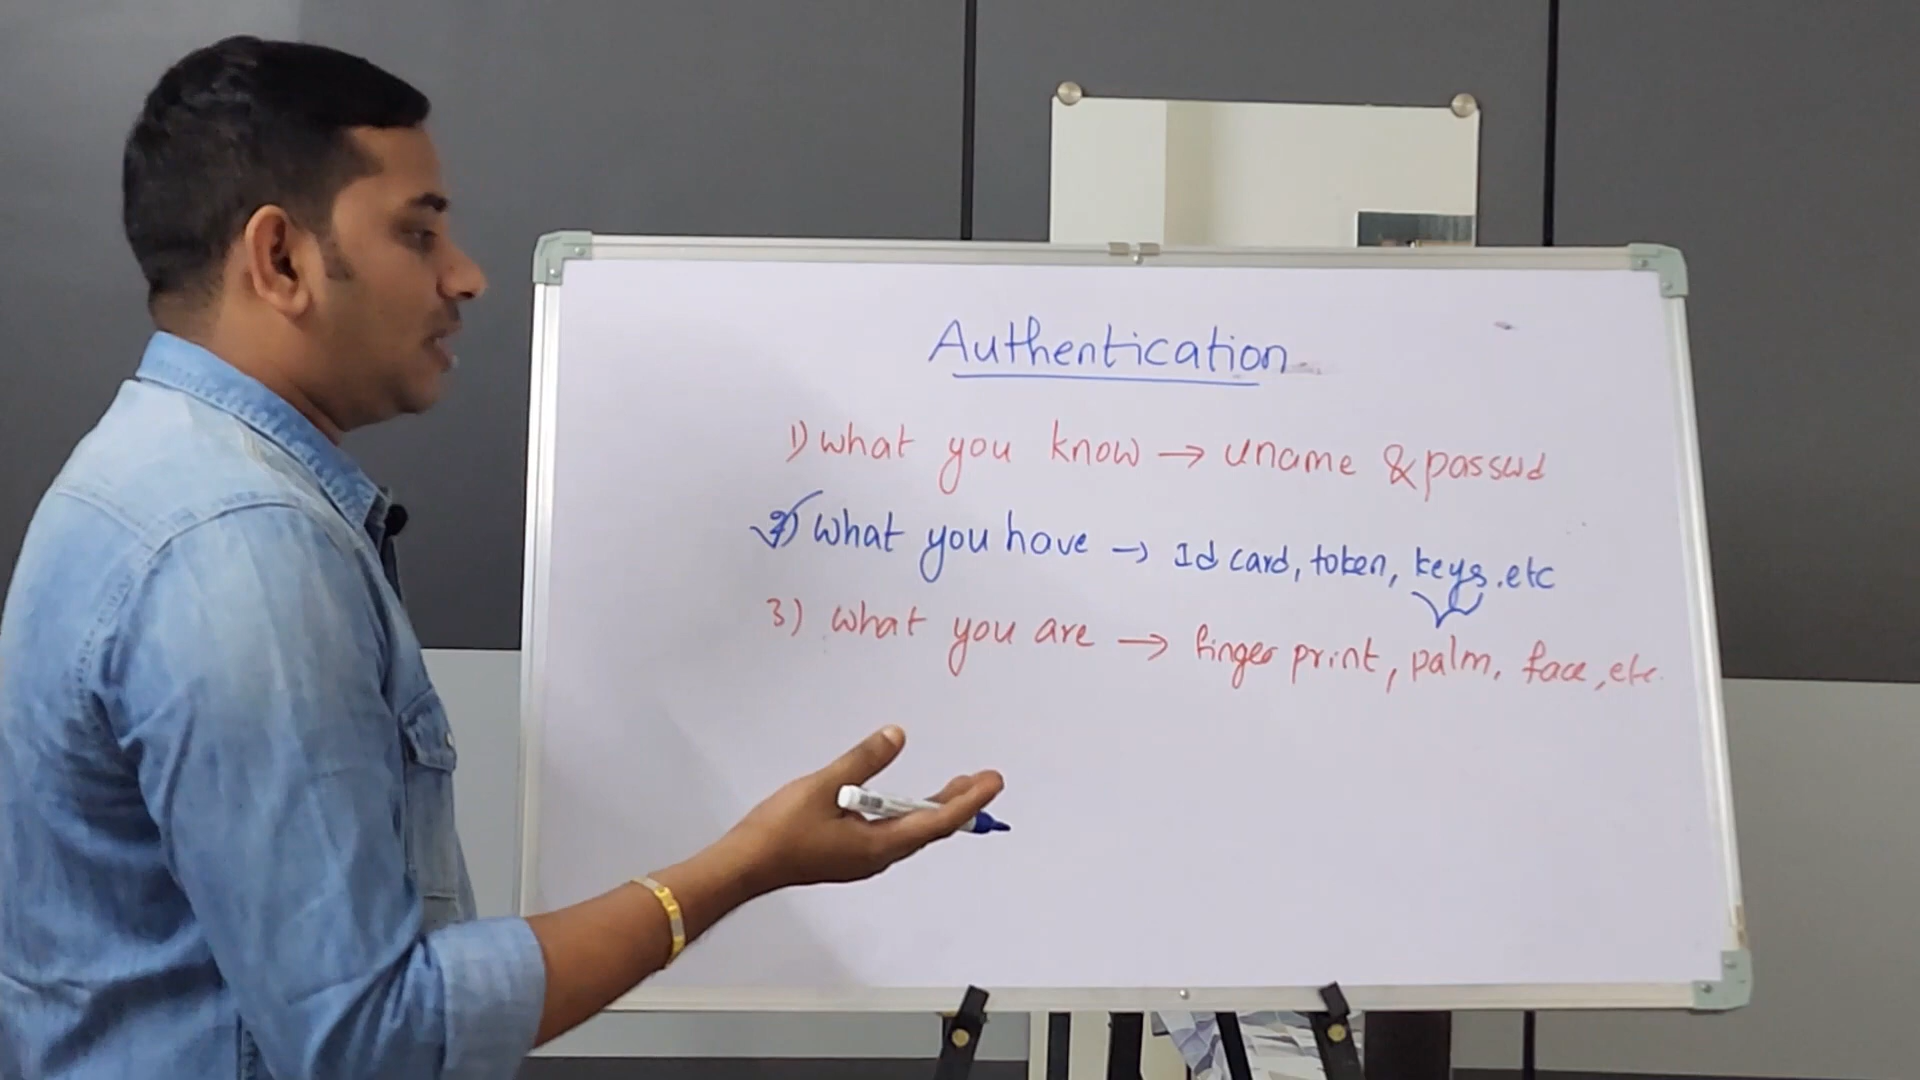 Authentication
1) what you know → uname & passwd
2) what you have → Id card, token, keys.etc
3) what you are → finger print, palm, face, etc.